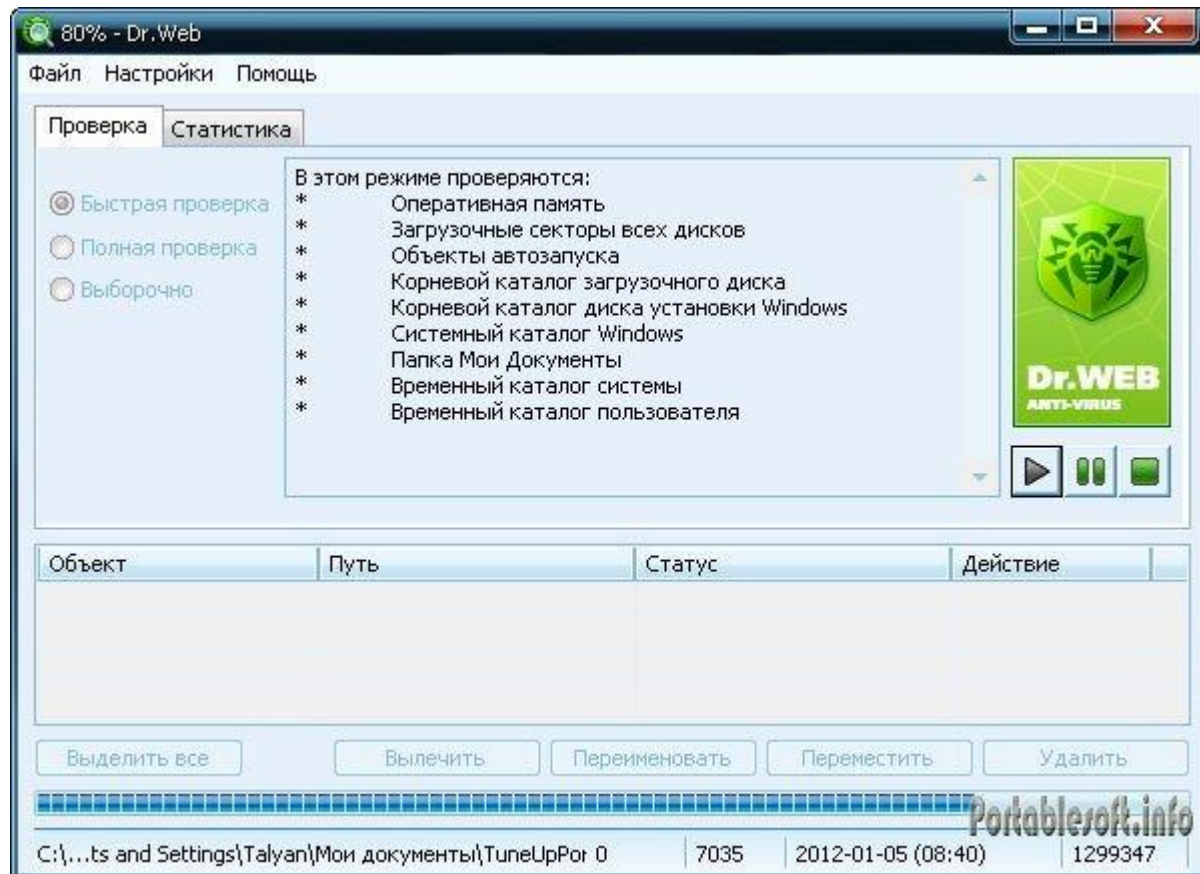 80% - Dr.Web
Файл Настройки Помощь
Проверка Статистика
Быстрая проверка
Полная проверка
Выборочно
В этом режиме проверяются:
* Оперативная память
* Загрузочные секторы всех дисков
* Объекты автозапуска
* Корневой каталог загрузочного диска
* Корневой каталог диска установки Windows
* Системный каталог Windows
* Папка Мои Документы
* Временный каталог системы
* Временный каталог пользователя
Dr.WEB
ANTI-VIRUS
Объект Путь Статус Действие
Выделить все Вылечить Переименовать Переместить Удалить
Portablesoft.info
C:\...ts and Settings\Talyan\Мои документы\TuneUpPor 0 7035 2012-01-05 (08:40) 1299347